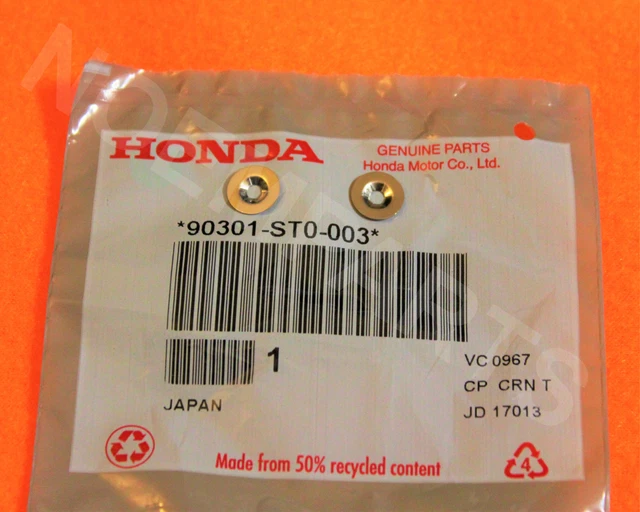 HONDA
GENUINE PARTS
Honda Motor Co., Ltd.
*90301-ST0-003*
1
VC 0967
CP CRN T
JAPAN
JD 17013
Made from 50% recycled content
4